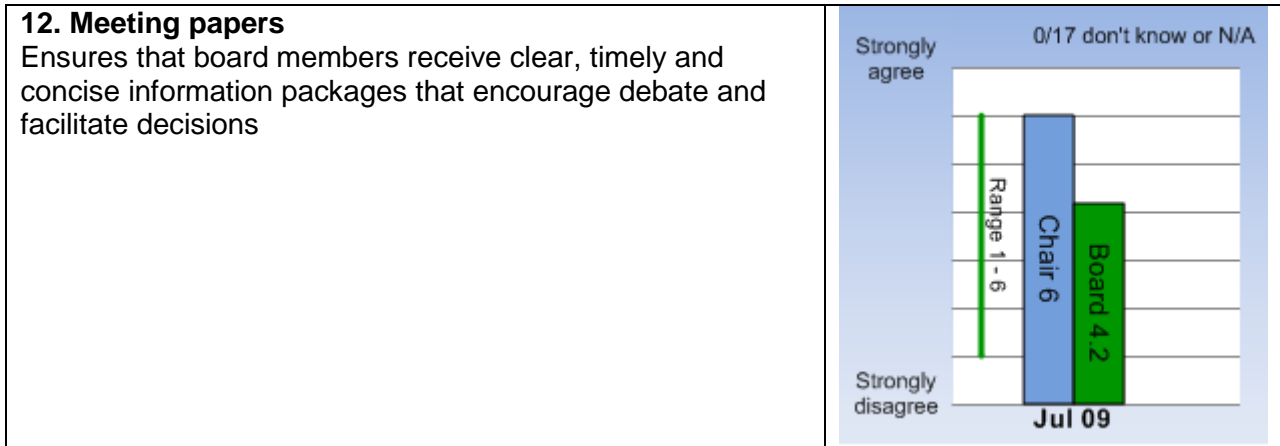 12. Meeting papers
Ensures that board members receive clear, timely and
concise information packages that encourage debate and
facilitate decisions
0/17 don't know or N/A
Strongly
agree
Range 1 - 6
Chair 6
Board 4.2
Strongly
disagree
Jul 09